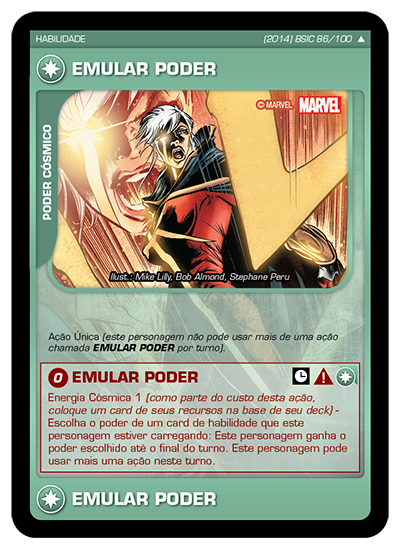 HABILIDADE (2014) BSIC 86/100 ▲
EMULAR PODER
© MARVEL MARVEL
PODER CÓSMICO
Ilust.: Mike Lilly, Bob Almond, Stephane Peru
Ação Única (este personagem não pode usar mais de uma ação
chamada EMULAR PODER por turno).
0 EMULAR PODER
Energia Cósmica 1 (como parte do custo desta ação,
coloque um card de seus recursos na base de seu deck) -
Escolha o poder de um card de habilidade que este
personagem estiver carregando: Este personagem ganha o
poder escolhido até o final do turno. Este personagem pode
usar mais uma ação neste turno.
EMULAR PODER